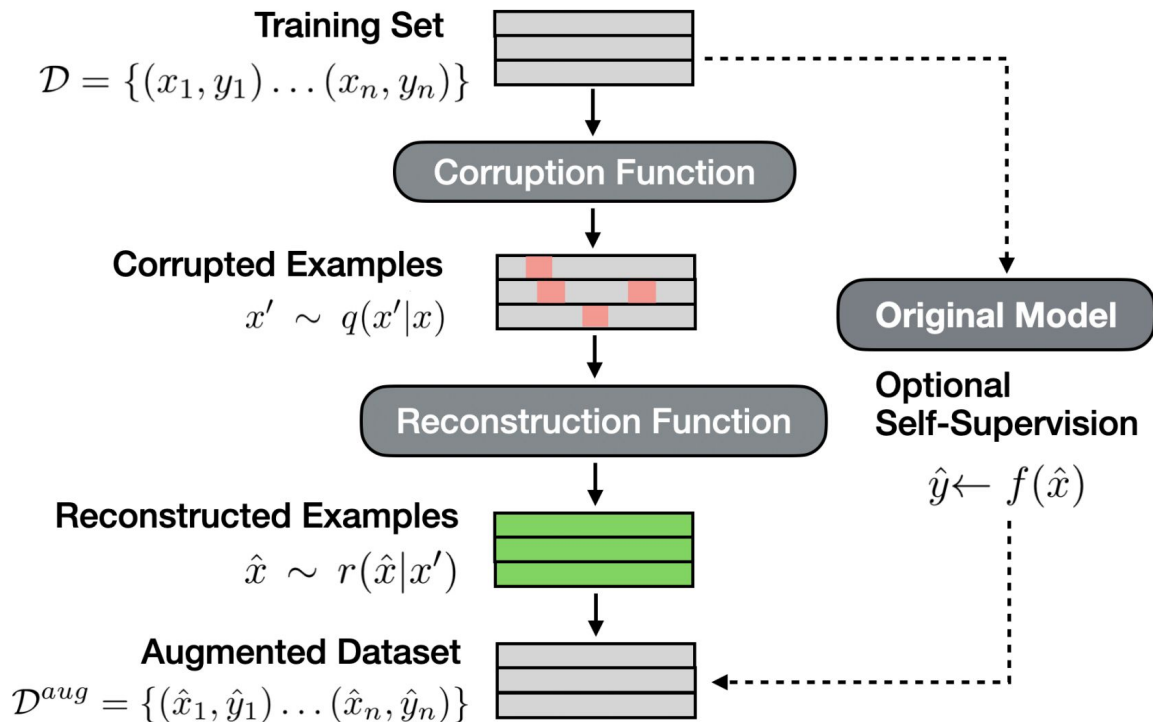 Training Set
𝒟 = {(x₁, y₁) … (xₙ, yₙ)}
Corruption Function
Corrupted Examples
x′ ∼ q(x′|x)
Original Model
Optional
Self-Supervision
ŷ ← f(x̂)
Reconstruction Function
Reconstructed Examples
x̂ ∼ r(x̂|x′)
Augmented Dataset
𝒟ᵃᵘᵍ = {(x̂₁, ŷ₁) … (x̂ₙ, ŷₙ)}